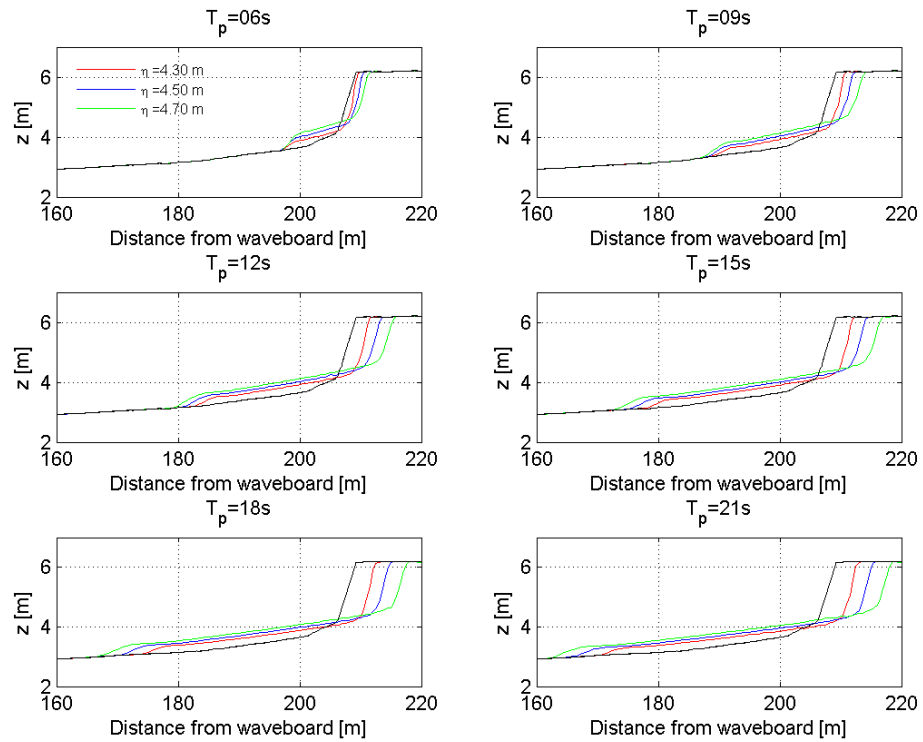 T_p=06s
T_p=09s
z [m]
6
4
2
η =4.30 m
η =4.50 m
η =4.70 m
160 180 200 220
Distance from waveboard [m]
z [m]
6
4
2
160 180 200 220
Distance from waveboard [m]
T_p=12s
T_p=15s
z [m]
6
4
2
160 180 200 220
Distance from waveboard [m]
z [m]
6
4
2
160 180 200 220
Distance from waveboard [m]
T_p=18s
T_p=21s
z [m]
6
4
2
160 180 200 220
Distance from waveboard [m]
z [m]
6
4
2
160 180 200 220
Distance from waveboard [m]